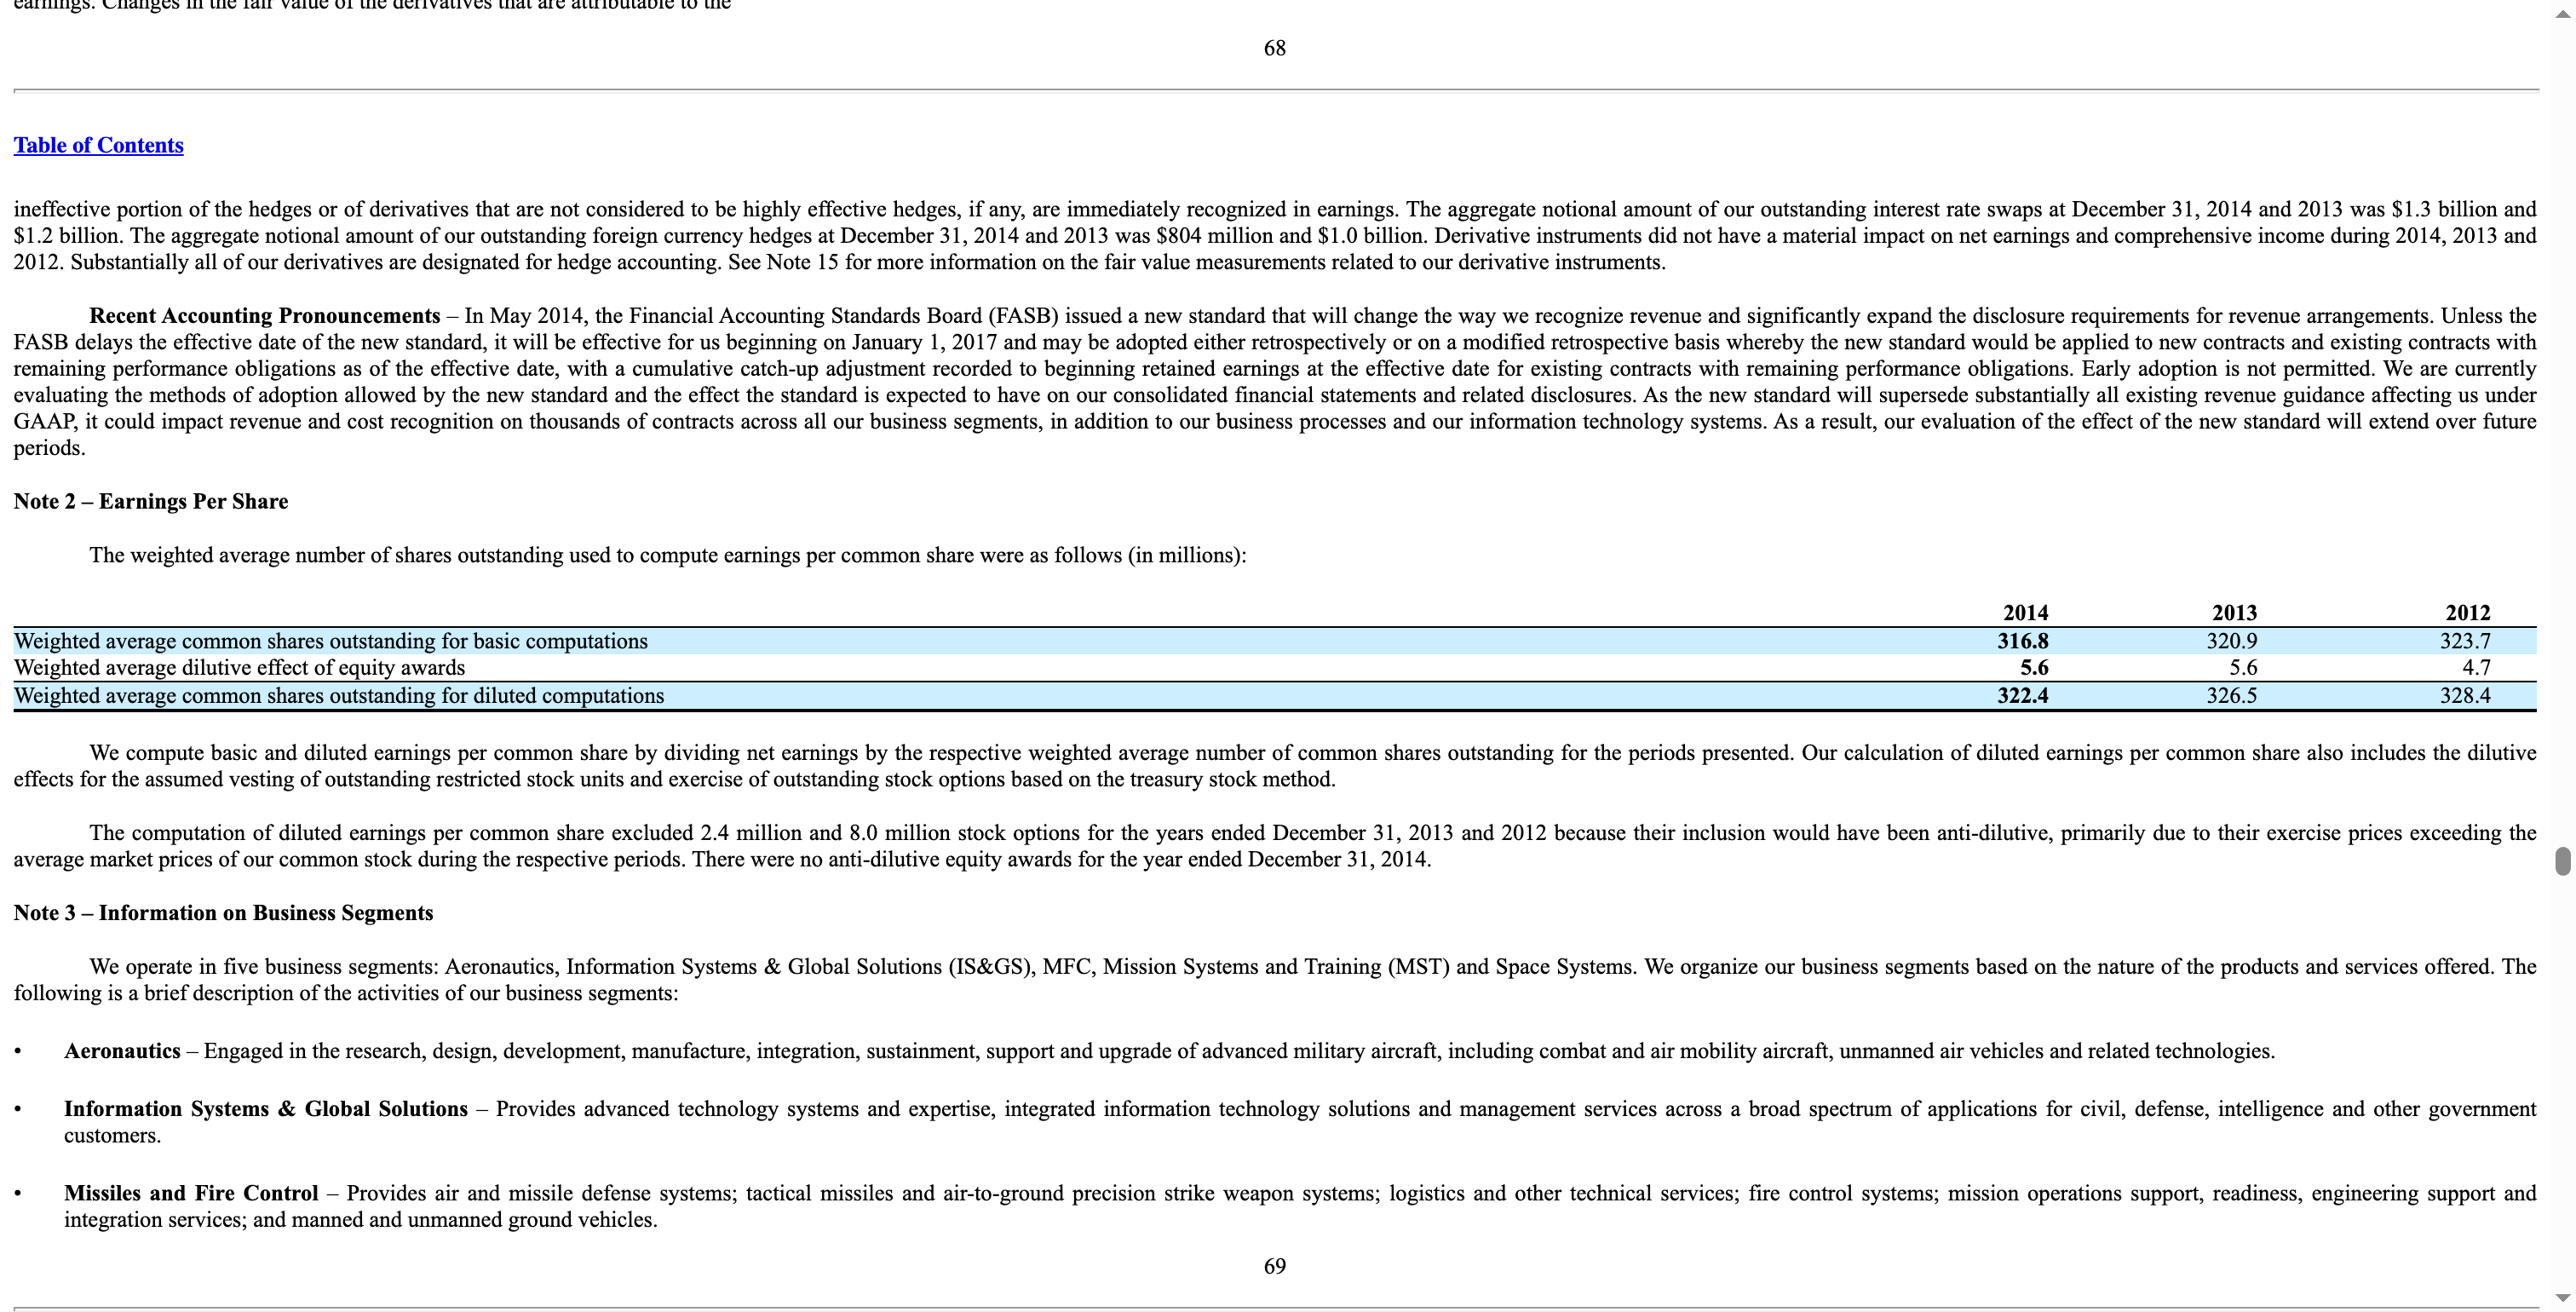 earnings. Changes in the fair value of the derivatives that are attributable to the
68
Table of Contents
ineffective portion of the hedges or of derivatives that are not considered to be highly effective hedges, if any, are immediately recognized in earnings. The aggregate notional amount of our outstanding interest rate swaps at December 31, 2014 and 2013 was $1.3 billion and
$1.2 billion. The aggregate notional amount of our outstanding foreign currency hedges at December 31, 2014 and 2013 was $804 million and $1.0 billion. Derivative instruments did not have a material impact on net earnings and comprehensive income during 2014, 2013 and
2012. Substantially all of our derivatives are designated for hedge accounting. See Note 15 for more information on the fair value measurements related to our derivative instruments.
Recent Accounting Pronouncements – In May 2014, the Financial Accounting Standards Board (FASB) issued a new standard that will change the way we recognize revenue and significantly expand the disclosure requirements for revenue arrangements. Unless the
FASB delays the effective date of the new standard, it will be effective for us beginning on January 1, 2017 and may be adopted either retrospectively or on a modified retrospective basis whereby the new standard would be applied to new contracts and existing contracts with
remaining performance obligations as of the effective date, with a cumulative catch-up adjustment recorded to beginning retained earnings at the effective date for existing contracts with remaining performance obligations. Early adoption is not permitted. We are currently
evaluating the methods of adoption allowed by the new standard and the effect the standard is expected to have on our consolidated financial statements and related disclosures. As the new standard will supersede substantially all existing revenue guidance affecting us under
GAAP, it could impact revenue and cost recognition on thousands of contracts across all our business segments, in addition to our business processes and our information technology systems. As a result, our evaluation of the effect of the new standard will extend over future
periods.
Note 2 – Earnings Per Share
The weighted average number of shares outstanding used to compute earnings per common share were as follows (in millions):
2014 2013 2012
Weighted average common shares outstanding for basic computations 316.8 320.9 323.7
Weighted average dilutive effect of equity awards 5.6 5.6 4.7
Weighted average common shares outstanding for diluted computations 322.4 326.5 328.4
We compute basic and diluted earnings per common share by dividing net earnings by the respective weighted average number of common shares outstanding for the periods presented. Our calculation of diluted earnings per common share also includes the dilutive
effects for the assumed vesting of outstanding restricted stock units and exercise of outstanding stock options based on the treasury stock method.
The computation of diluted earnings per common share excluded 2.4 million and 8.0 million stock options for the years ended December 31, 2013 and 2012 because their inclusion would have been anti-dilutive, primarily due to their exercise prices exceeding the
average market prices of our common stock during the respective periods. There were no anti-dilutive equity awards for the year ended December 31, 2014.
Note 3 – Information on Business Segments
We operate in five business segments: Aeronautics, Information Systems & Global Solutions (IS&GS), MFC, Mission Systems and Training (MST) and Space Systems. We organize our business segments based on the nature of the products and services offered. The
following is a brief description of the activities of our business segments:
• Aeronautics – Engaged in the research, design, development, manufacture, integration, sustainment, support and upgrade of advanced military aircraft, including combat and air mobility aircraft, unmanned air vehicles and related technologies.
• Information Systems & Global Solutions – Provides advanced technology systems and expertise, integrated information technology solutions and management services across a broad spectrum of applications for civil, defense, intelligence and other government
customers.
• Missiles and Fire Control – Provides air and missile defense systems; tactical missiles and air-to-ground precision strike weapon systems; logistics and other technical services; fire control systems; mission operations support, readiness, engineering support and
integration services; and manned and unmanned ground vehicles.
69